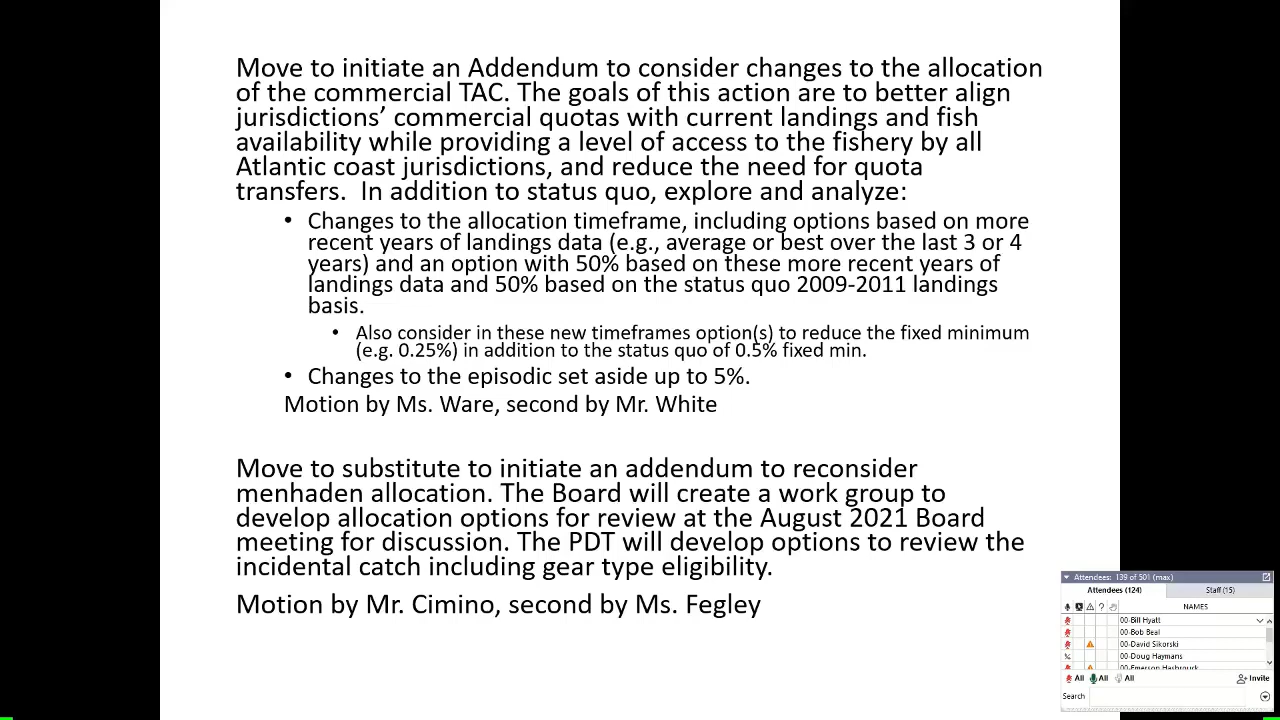 Move to initiate an Addendum to consider changes to the allocation
of the commercial TAC. The goals of this action are to better align
jurisdictions’ commercial quotas with current landings and fish
availability while providing a level of access to the fishery by all
Atlantic coast jurisdictions, and reduce the need for quota
transfers. In addition to status quo, explore and analyze:
• Changes to the allocation timeframe, including options based on more
recent years of landings data (e.g., average or best over the last 3 or 4
years) and an option with 50% based on these more recent years of
landings data and 50% based on the status quo 2009-2011 landings
basis.
• Also consider in these new timeframes option(s) to reduce the fixed minimum
(e.g. 0.25%) in addition to the status quo of 0.5% fixed min.
• Changes to the episodic set aside up to 5%.
Motion by Ms. Ware, second by Mr. White
Move to substitute to initiate an addendum to reconsider
menhaden allocation. The Board will create a work group to
develop allocation options for review at the August 2021 Board
meeting for discussion. The PDT will develop options to review the
incidental catch including gear type eligibility.
Motion by Mr. Cimino, second by Ms. Fegley
Attendees: 139 of 501 (max)
Attendees (124) Staff (15)
? NAMES
00-Bill Hyatt
00-Bob Beal
00-David Sikorski
00-Doug Haymans
00-Emerson Hasbrouck
All All All Invite
Search